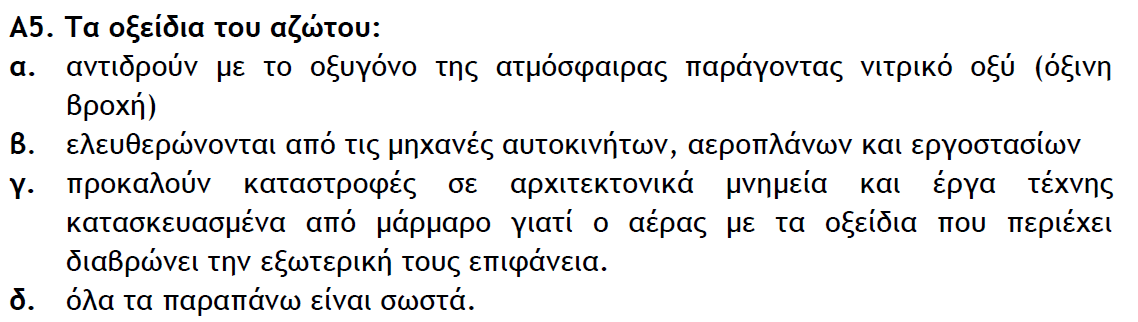 Α5. Τα οξείδια του αζώτου:
α. αντιδρούν με το οξυγόνο της ατμόσφαιρας παράγοντας νιτρικό οξύ (όξινη
βροχή)
β. ελευθερώνονται από τις μηχανές αυτοκινήτων, αεροπλάνων και εργοστασίων
γ. προκαλούν καταστροφές σε αρχιτεκτονικά μνημεία και έργα τέχνης
κατασκευασμένα από μάρμαρο γιατί ο αέρας με τα οξείδια που περιέχει
διαβρώνει την εξωτερική τους επιφάνεια.
δ. όλα τα παραπάνω είναι σωστά.